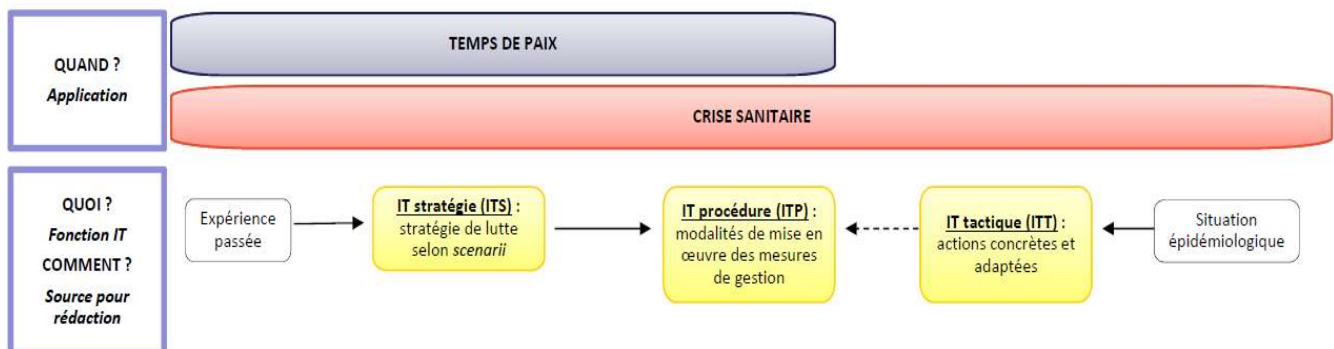 TEMPS DE PAIX
QUAND ?
Application
CRISE SANITAIRE
QUOI ?
Fonction IT
COMMENT ?
Source pour
rédaction
Expérience
passée
IT stratégie (ITS) :
stratégie de lutte
selon scenarii
IT procédure (ITP) :
modalités de mise en
œuvre des mesures
de gestion
IT tactique (ITT) :
actions concrètes et
adaptées
Situation
épidémiologique